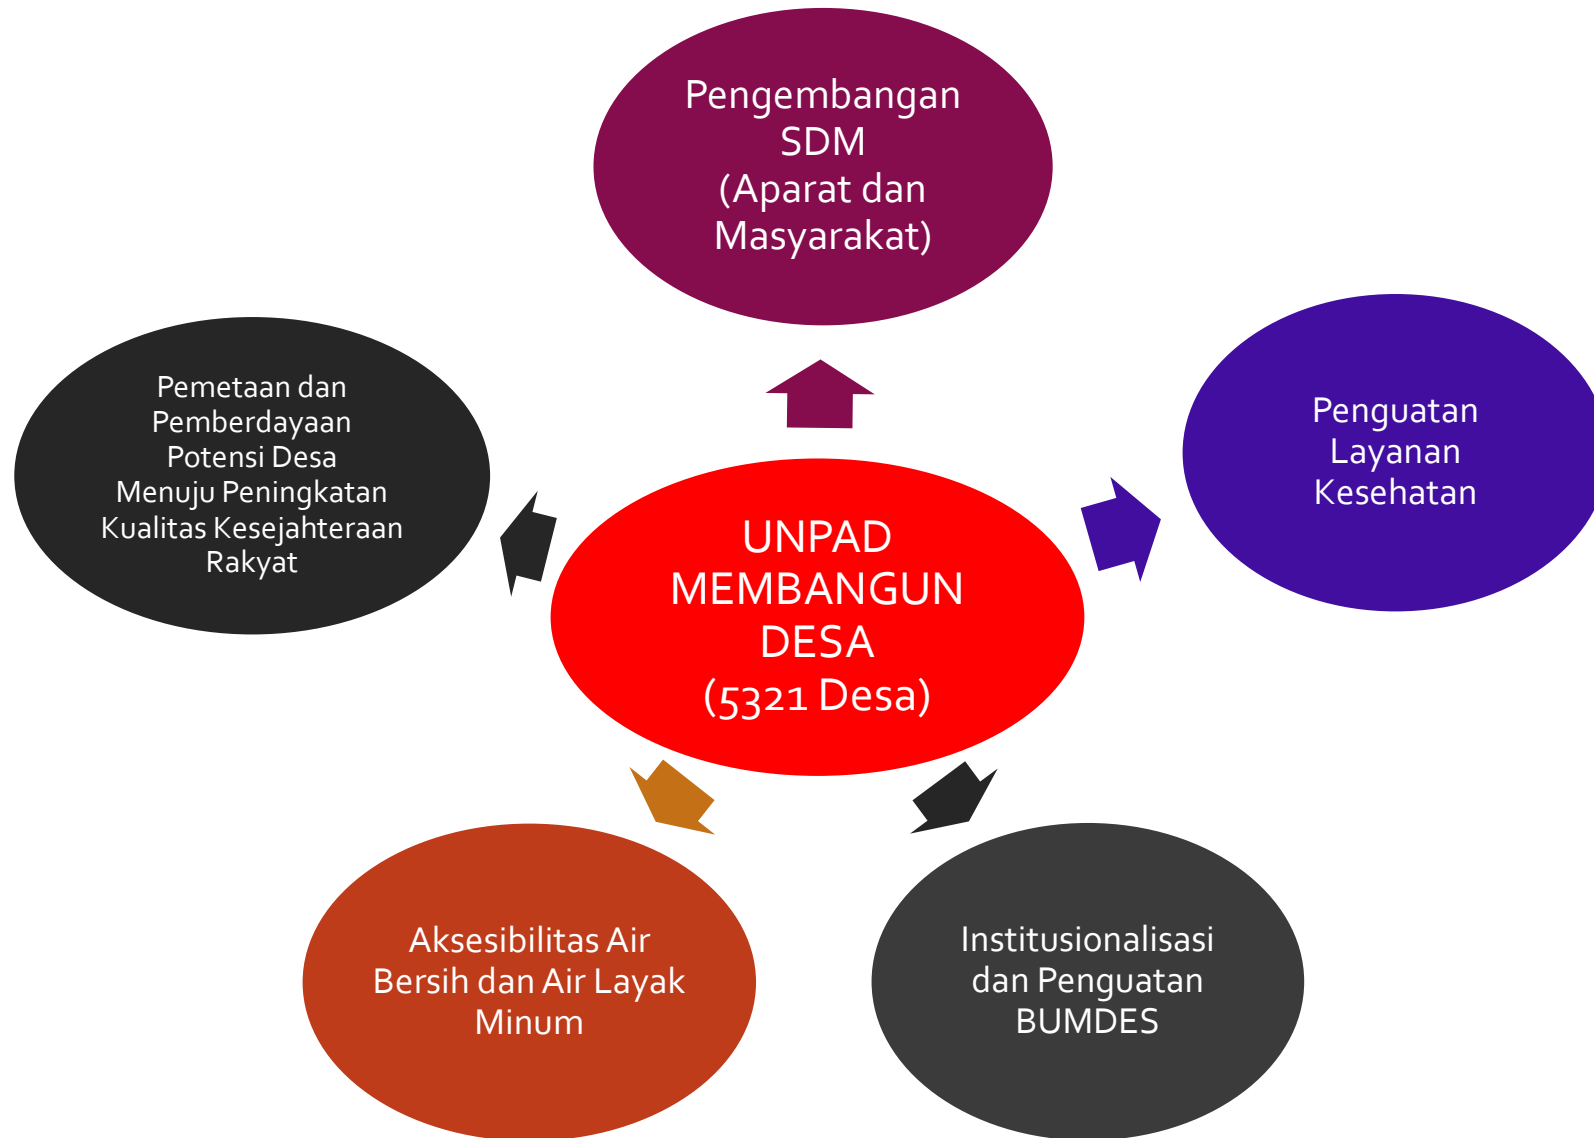 Pengembangan
SDM
(Aparat dan
Masyarakat)
Pemetaan dan
Pemberdayaan
Potensi Desa
Menuju Peningkatan
Kualitas Kesejahteraan
Rakyat
Penguatan
Layanan
Kesehatan
UNPAD
MEMBANGUN
DESA
(5321 Desa)
Aksesibilitas Air
Bersih dan Air Layak
Minum
Institusionalisasi
dan Penguatan
BUMDES